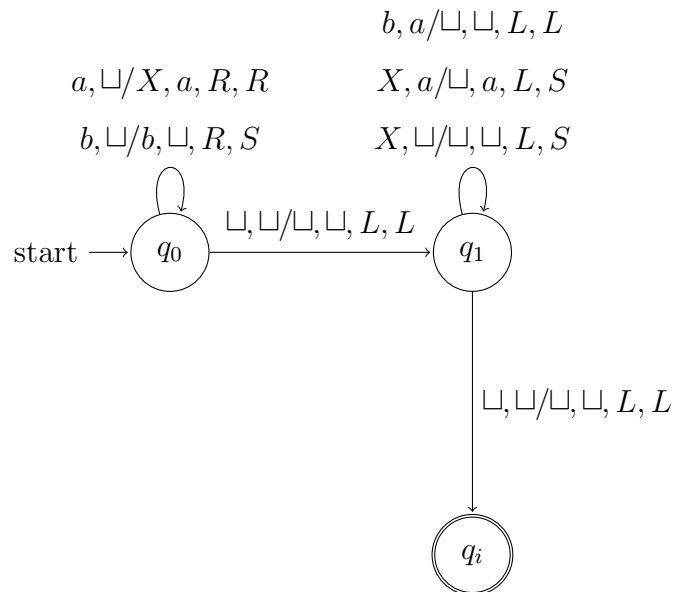 b, a/⊔, ⊔, L, L
a, ⊔/X, a, R, R
X, a/⊔, a, L, S
b, ⊔/b, ⊔, R, S
X, ⊔/⊔, ⊔, L, S
⊔, ⊔/⊔, ⊔, L, L
start
q₀
q₁
⊔, ⊔/⊔, ⊔, L, L
qᵢ